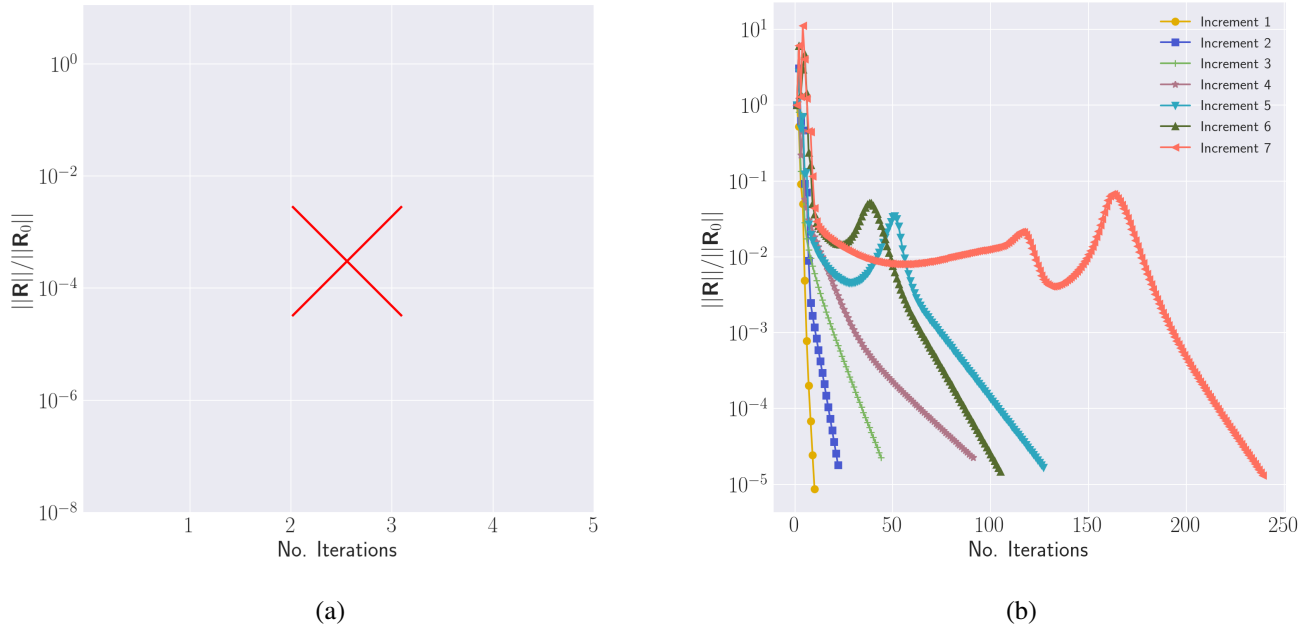 10^0
10^{-2}
10^{-4}
10^{-6}
10^{-8}
||R||/||R_0||
1 2 3 4 5
No. Iterations
(a)
10^1
10^0
10^{-1}
10^{-2}
10^{-3}
10^{-4}
10^{-5}
||R||/||R_0||
Increment 1
Increment 2
Increment 3
Increment 4
Increment 5
Increment 6
Increment 7
0 50 100 150 200 250
No. Iterations
(b)